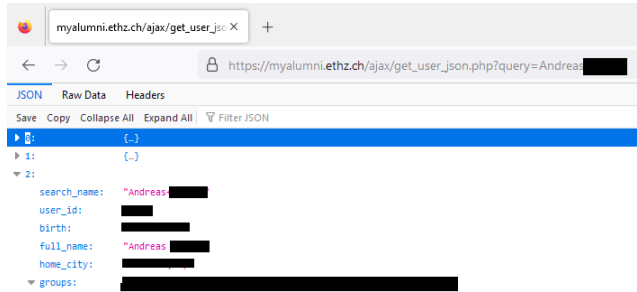 myalumni.ethz.ch/ajax/get_user_jso
https://myalumni.ethz.ch/ajax/get_user_json.php?query=Andreas
JSON Raw Data Headers
Save Copy Collapse All Expand All Filter JSON
{…}
1: {…}
2:
search_name: "Andreas
user_id:
birth:
full_name: "Andreas
home_city:
groups: